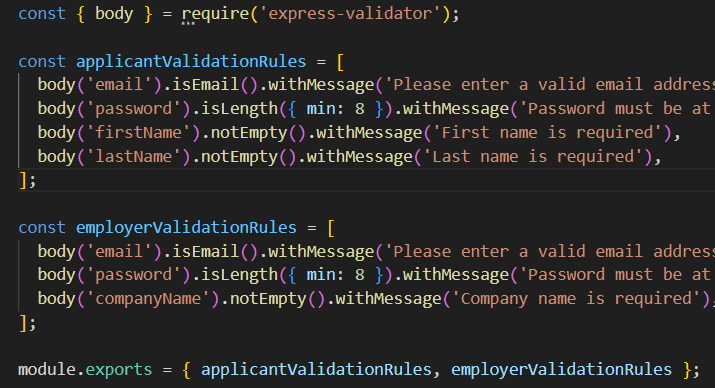 const { body } = require('express-validator');
const applicantValidationRules = [
body('email').isEmail().withMessage('Please enter a valid email address
body('password').isLength({ min: 8 }).withMessage('Password must be at
body('firstName').notEmpty().withMessage('First name is required'),
body('lastName').notEmpty().withMessage('Last name is required'),
];
const employerValidationRules = [
body('email').isEmail().withMessage('Please enter a valid email address
body('password').isLength({ min: 8 }).withMessage('Password must be at
body('companyName').notEmpty().withMessage('Company name is required'),
];
module.exports = { applicantValidationRules, employerValidationRules };